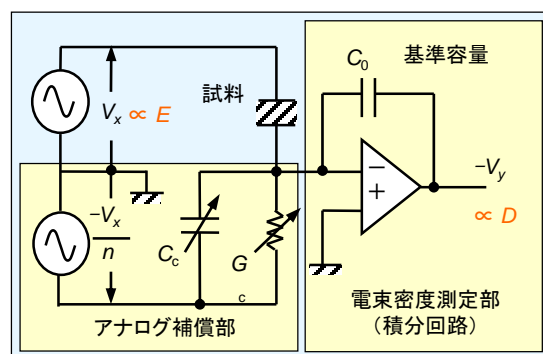 基準容量
C0
試料
Vx ∝ E
−
+
−Vy
∝ D
−Vx
n
Cc
G
c
電束密度測定部
(積分回路)
アナログ補償部